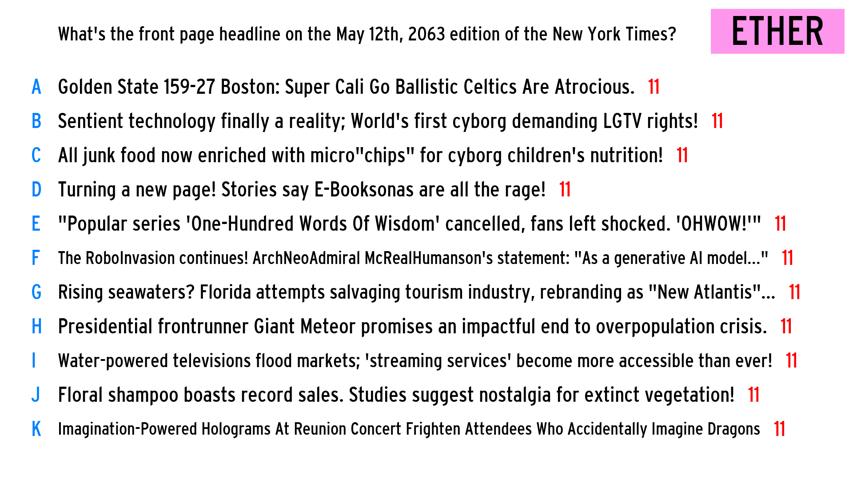 What's the front page headline on the May 12th, 2063 edition of the New York Times?
ETHER
A Golden State 159-27 Boston: Super Cali Go Ballistic Celtics Are Atrocious. 11
B Sentient technology finally a reality; World's first cyborg demanding LGTV rights! 11
C All junk food now enriched with micro"chips" for cyborg children's nutrition! 11
D Turning a new page! Stories say E-Booksonas are all the rage! 11
E "Popular series 'One-Hundred Words Of Wisdom' cancelled, fans left shocked. 'OHWOW!'" 11
F The RoboInvasion continues! ArchNeoAdmiral McRealHumanson's statement: "As a generative AI model..." 11
G Rising seawaters? Florida attempts salvaging tourism industry, rebranding as "New Atlantis"... 11
H Presidential frontrunner Giant Meteor promises an impactful end to overpopulation crisis. 11
I Water-powered televisions flood markets; 'streaming services' become more accessible than ever! 11
J Floral shampoo boasts record sales. Studies suggest nostalgia for extinct vegetation! 11
K Imagination-Powered Holograms At Reunion Concert Frighten Attendees Who Accidentally Imagine Dragons 11